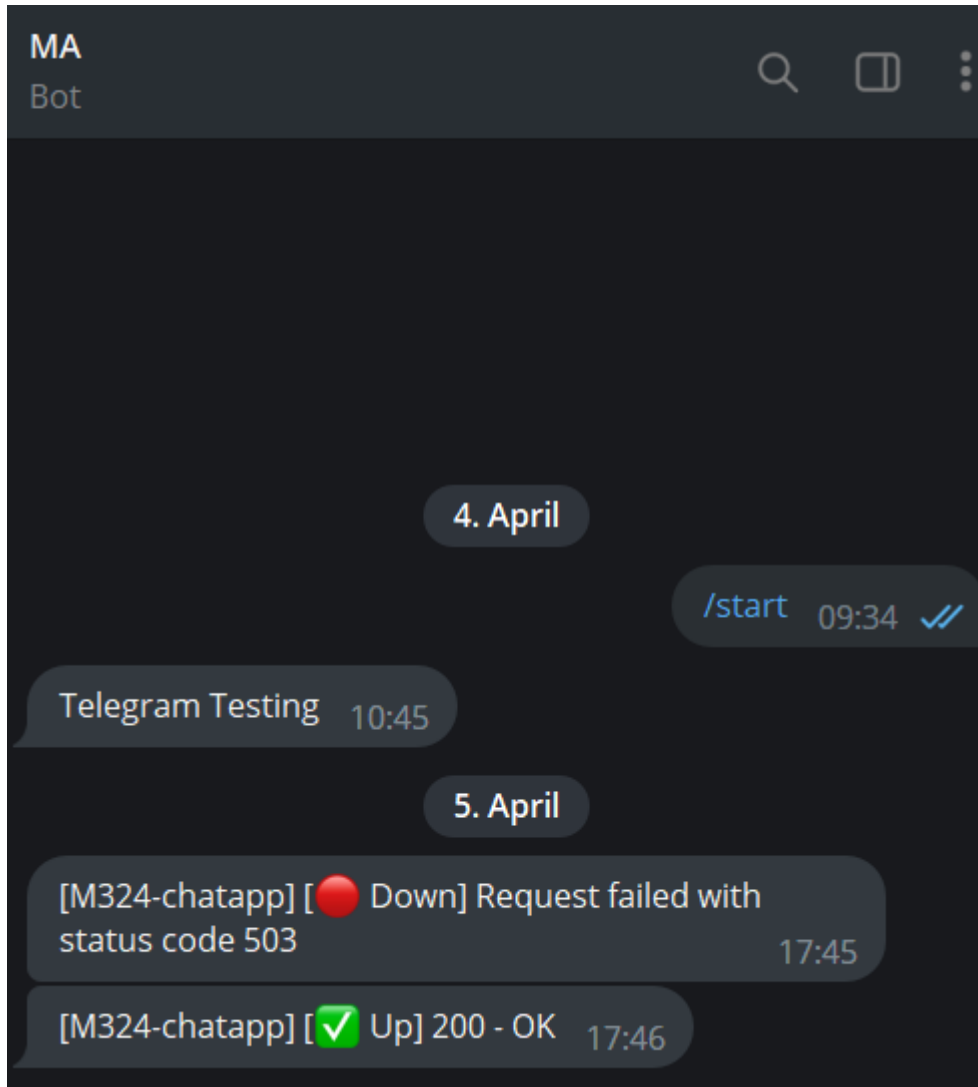 MA
Bot
4. April
/start 09:34
Telegram Testing 10:45
5. April
[M324-chatapp] [🔴 Down] Request failed with
status code 503
17:45
[M324-chatapp] [✅ Up] 200 - OK 17:46